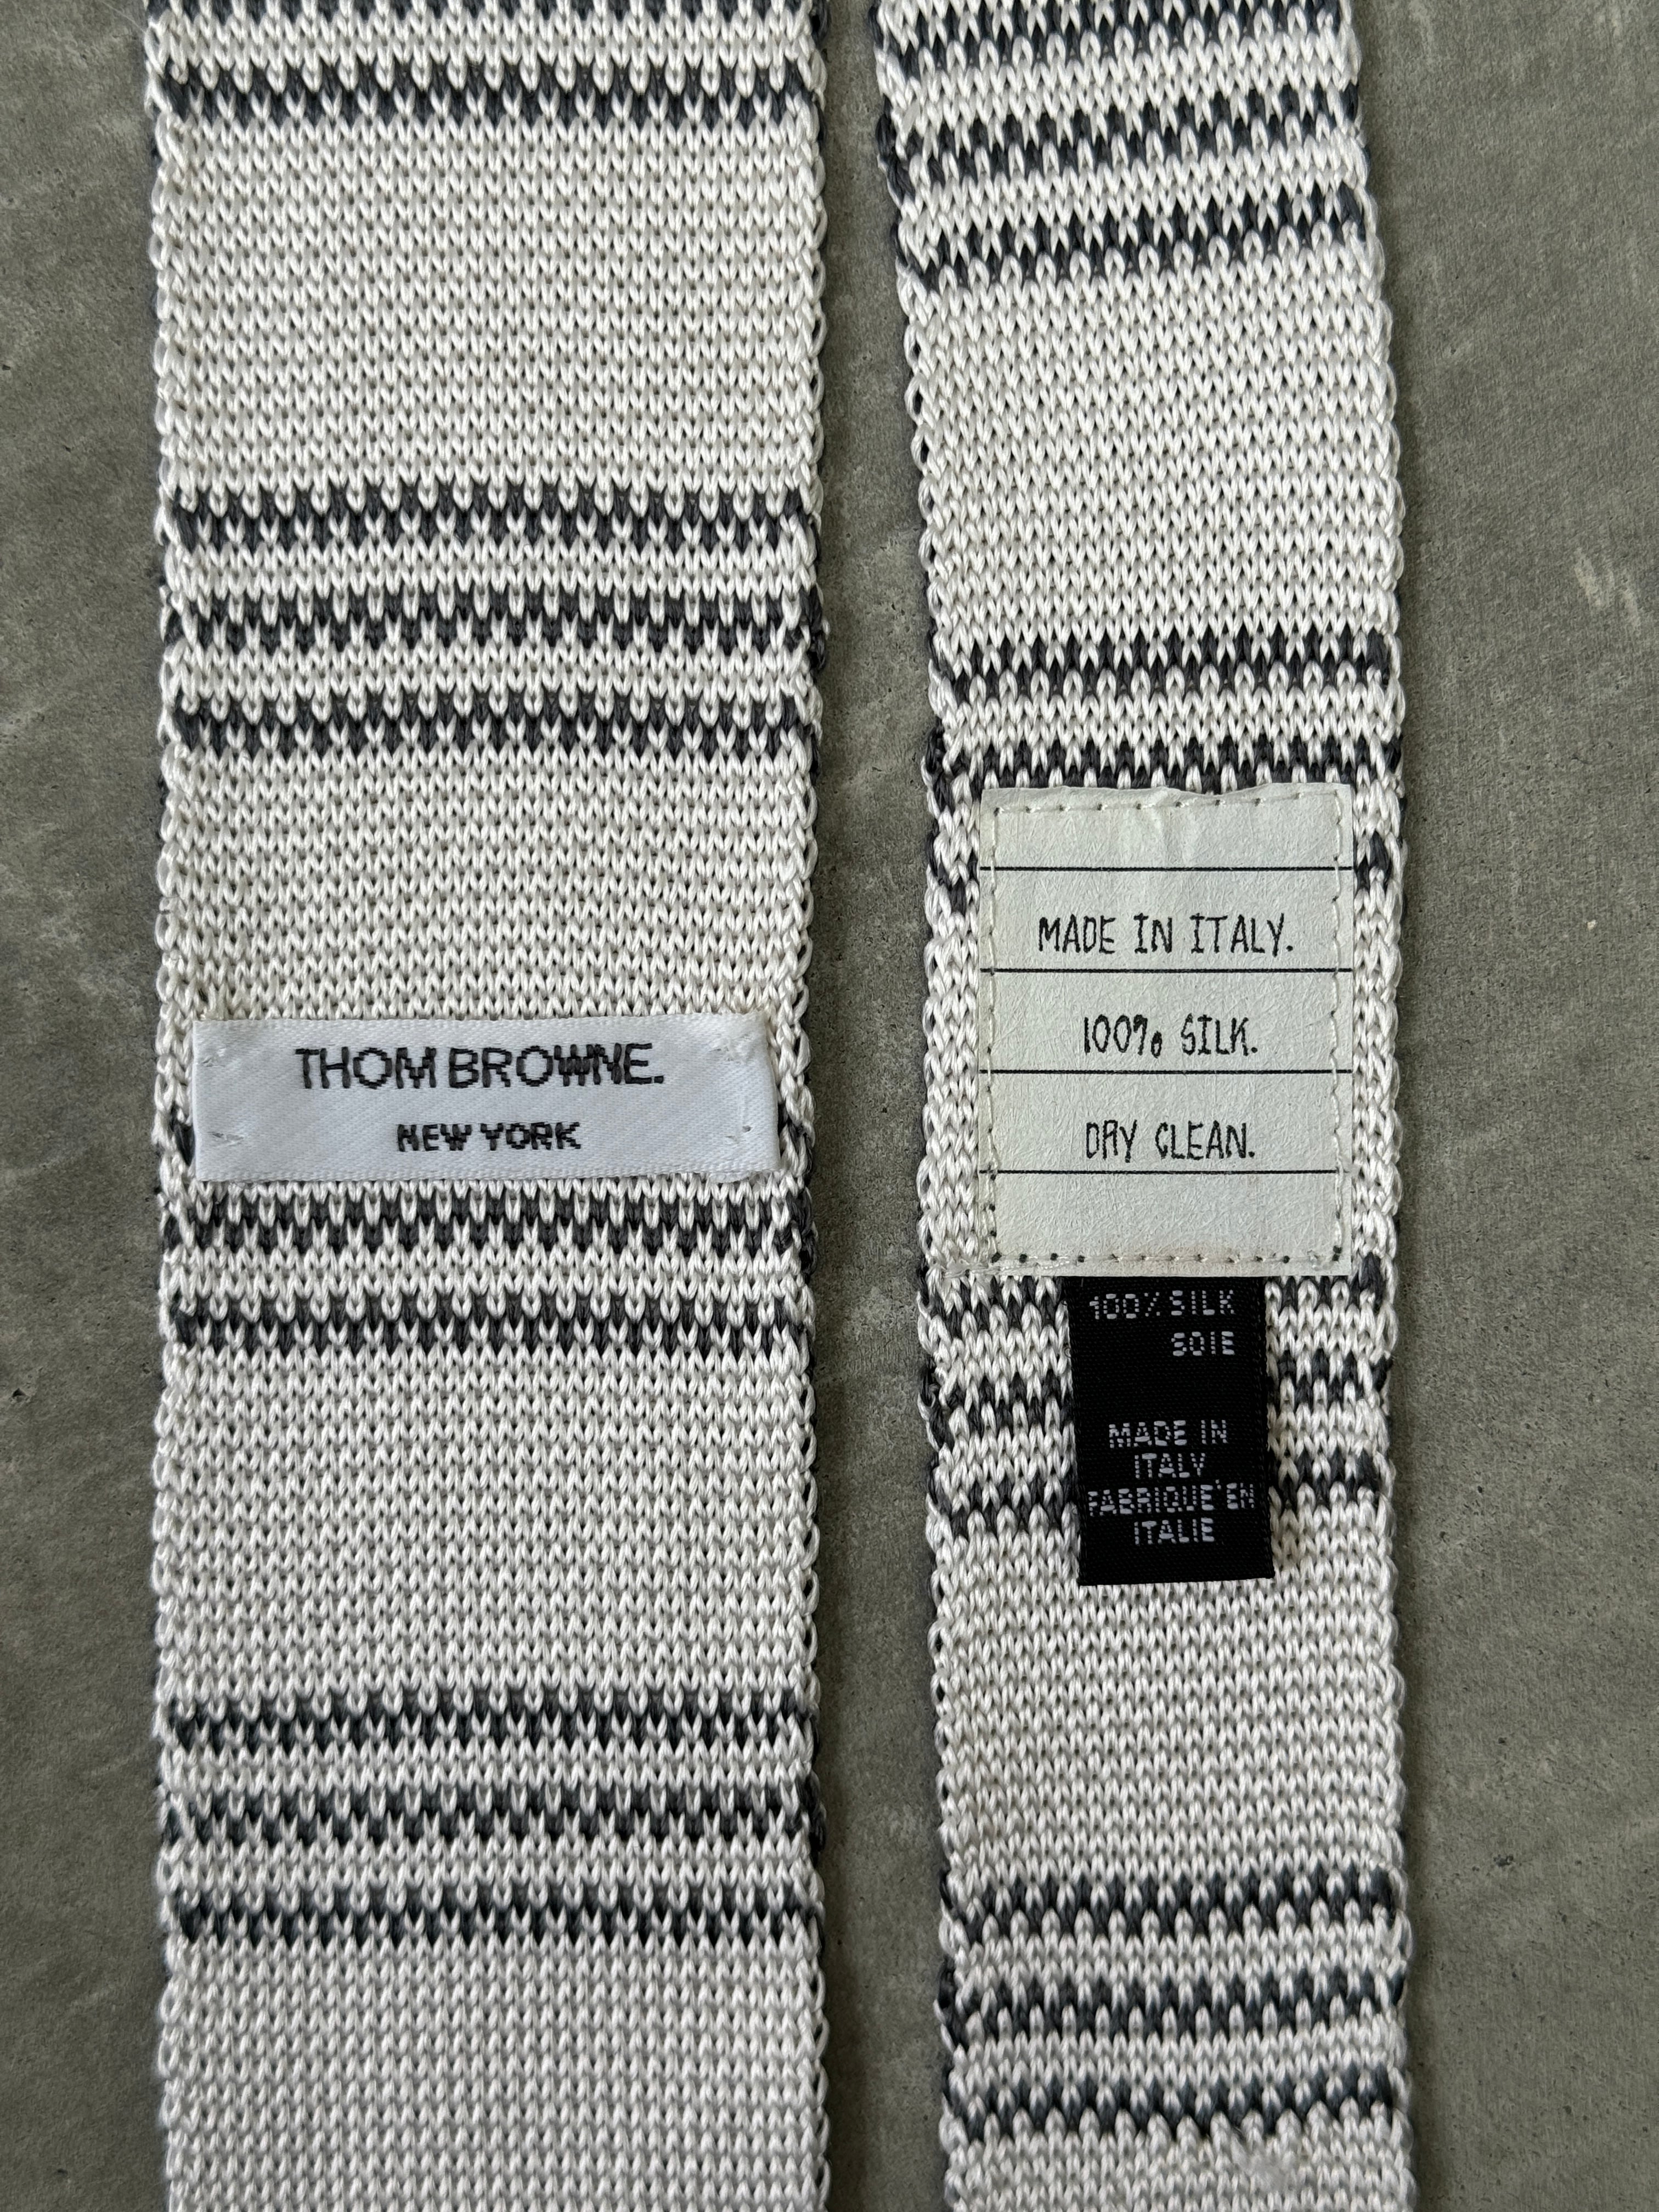 THOM BROWNE.
NEW YORK
MADE IN ITALY.
100% SILK.
DRY CLEAN.
100% SILK
SOIE
MADE IN
ITALY
FABRIQUE'EN
ITALIE